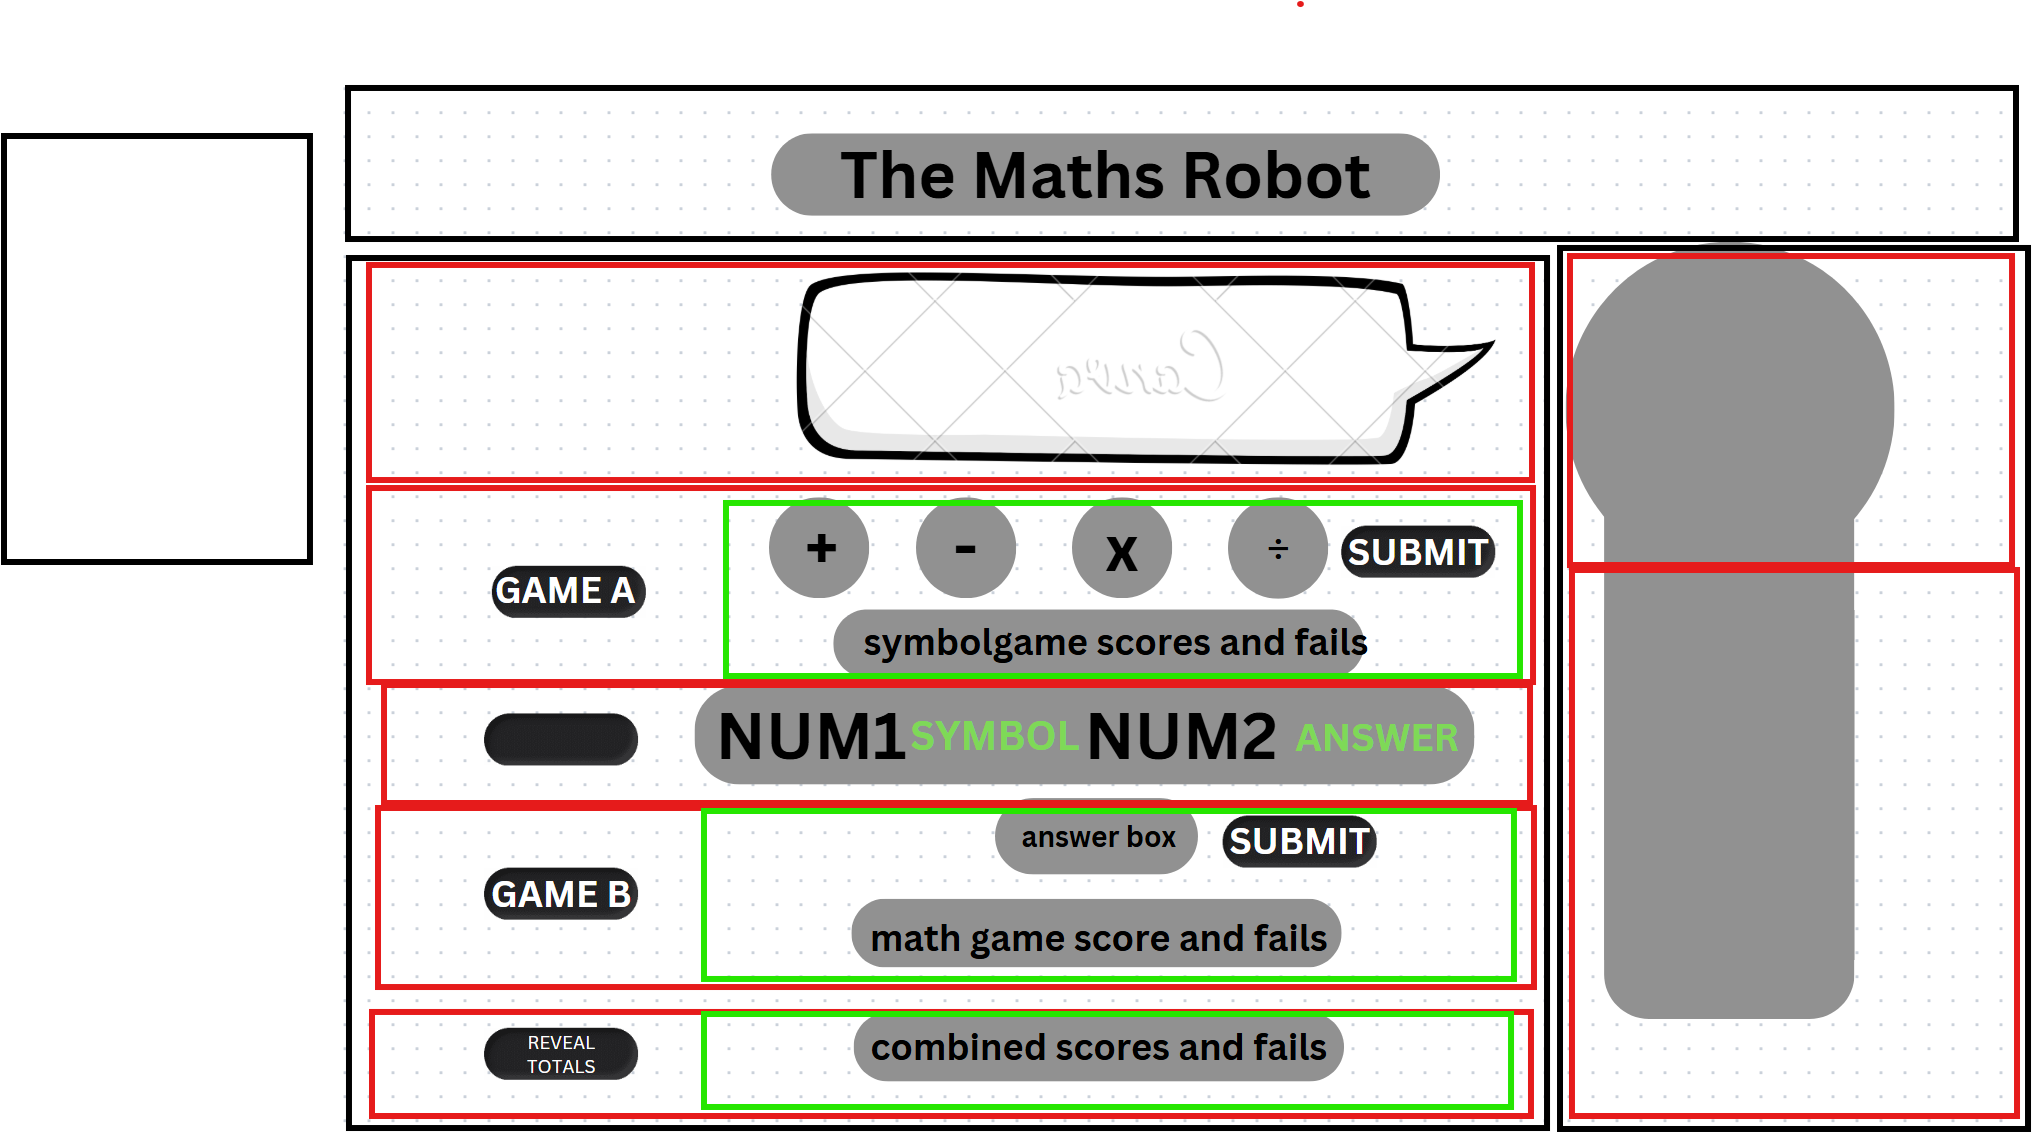 The Maths Robot
Canva
+ - x ÷ SUBMIT
GAME A
symbolgame scores and fails
NUM1 SYMBOL NUM2 ANSWER
answer box SUBMIT
GAME B
math game score and fails
REVEAL
TOTALS
combined scores and fails